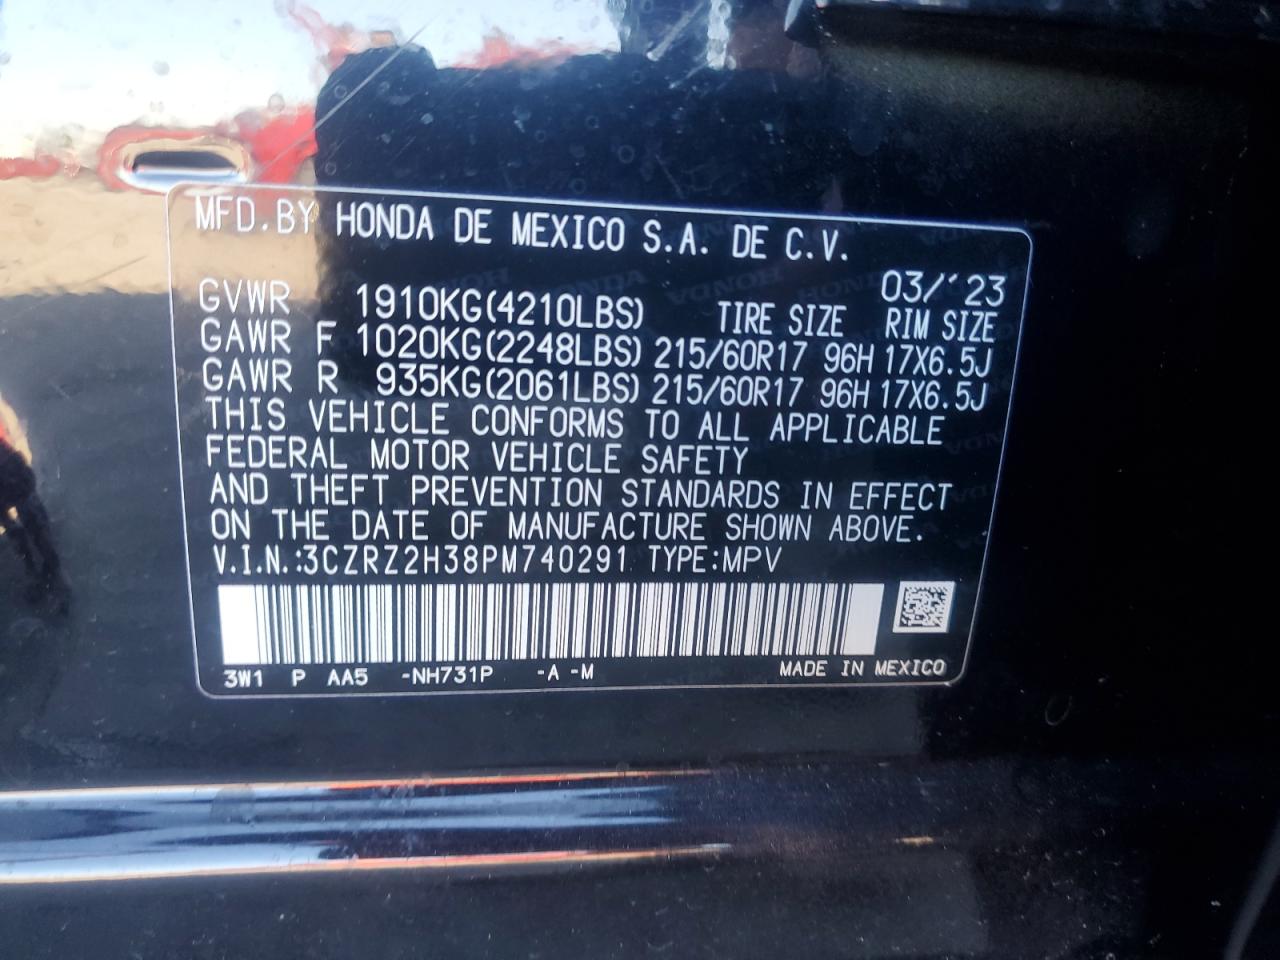 MFD.BY HONDA DE MEXICO S.A. DE C.V.
03/'23
GVWR 1910KG(4210LBS) TIRE SIZE RIM SIZE
GAWR F 1020KG(2248LBS) 215/60R17 96H 17X6.5J
GAWR R 935KG(2061LBS) 215/60R17 96H 17X6.5J
THIS VEHICLE CONFORMS TO ALL APPLICABLE
FEDERAL MOTOR VEHICLE SAFETY
AND THEFT PREVENTION STANDARDS IN EFFECT
ON THE DATE OF MANUFACTURE SHOWN ABOVE.
V.I.N.:3CZRZ2H38PM740291 TYPE:MPV
3W1 P AA5 -NH731P -A -M MADE IN MEXICO